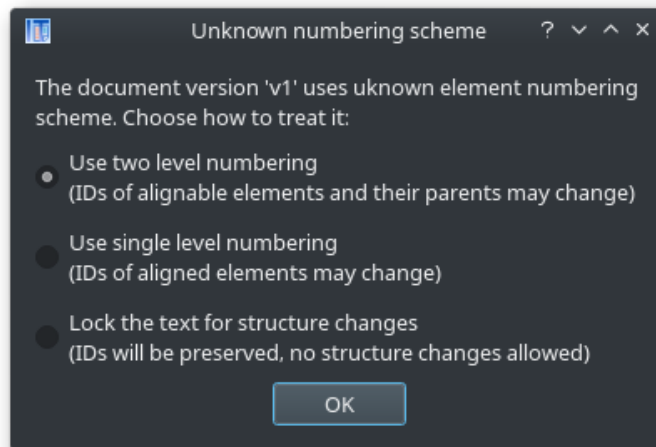 Unknown numbering scheme
The document version 'v1' uses uknown element numbering
scheme. Choose how to treat it:
Use two level numbering
(IDs of alignable elements and their parents may change)
Use single level numbering
(IDs of aligned elements may change)
Lock the text for structure changes
(IDs will be preserved, no structure changes allowed)
OK